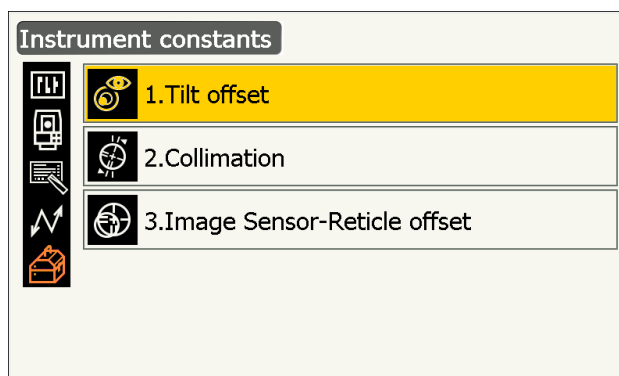 Instrument constants
1.Tilt offset
2.Collimation
3.Image Sensor-Reticle offset